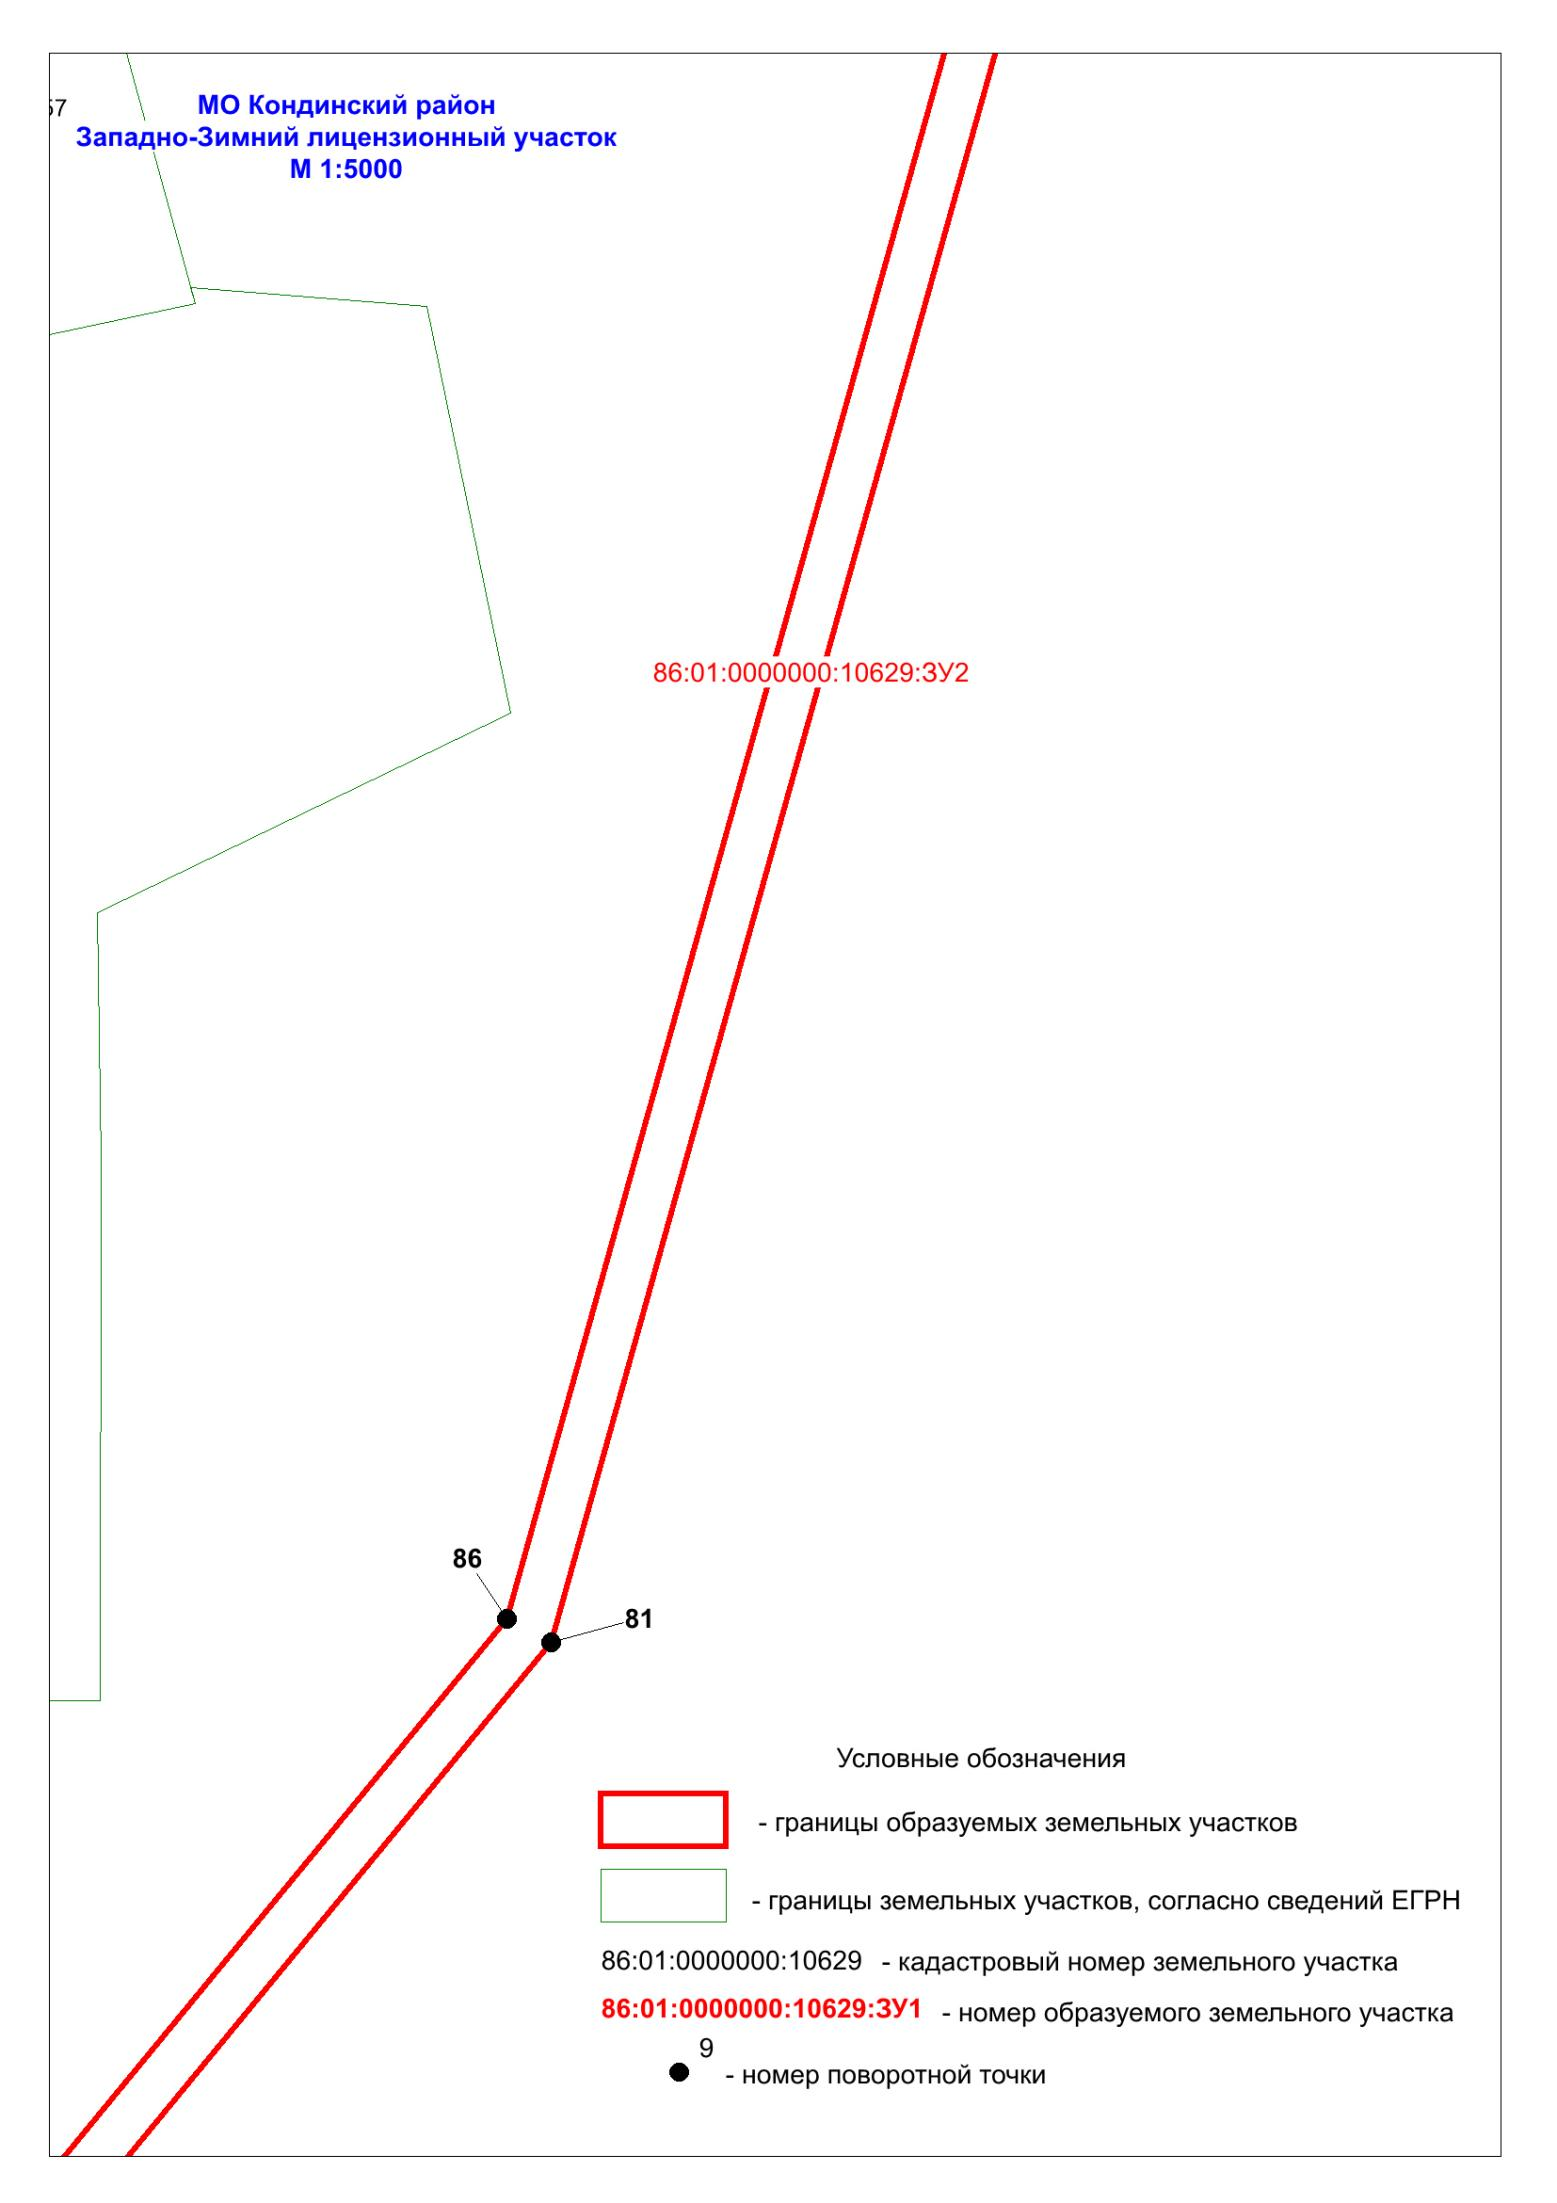 57
МО Кондинский район
Западно-Зимний лицензионный участок
М 1:5000
86:01:0000000:10629:ЗУ2
86
81
Условные обозначения
- границы образуемых земельных участков
- границы земельных участков, согласно сведений ЕГРН
86:01:0000000:10629 - кадастровый номер земельного участка
86:01:0000000:10629:ЗУ1 - номер образуемого земельного участка
9
- номер поворотной точки